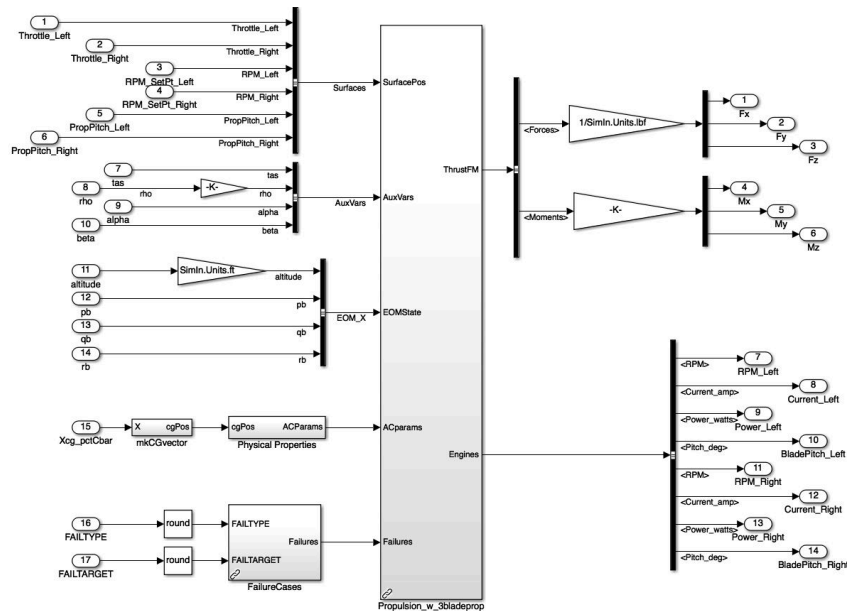 1
Throttle_Left
Throttle_Left
2
Throttle_Right
Throttle_Right
3
RPM_SetPt_Left
RPM_Left
4
RPM_SetPt_Right
RPM_Right
5
PropPitch_Left
PropPitch_Left
6
PropPitch_Right
PropPitch_Right
Surfaces
SurfacePos
7
tas
tas
8
rho
-K-
rho
9
alpha
alpha
10
beta
beta
AuxVars
AuxVars
11
altitude
SimIn.Units.ft
altitude
12
pb
pb
13
qb
qb
14
rb
rb
EOM_X
EOMState
15
Xcg_pctCbar
X cgPos
mkCGvector
cgPos ACParams
Physical Properties
ACparams
16
FAILTYPE
round
FAILTYPE
17
FAILTARGET
round
FAILTARGET
Failures
FailureCases
Failures
Propulsion_w_3bladeprop
ThrustFM
<Forces>
1/SimIn.Units.lbf
1
Fx
2
Fy
3
Fz
<Moments>
-K-
4
Mx
5
My
6
Mz
Engines
<RPM>
7
RPM_Left
<Current_amp>
8
Current_Left
<Power_watts>
9
Power_Left
<Pitch_deg>
10
BladePitch_Left
<RPM>
11
RPM_Right
<Current_amp>
12
Current_Right
<Power_watts>
13
Power_Right
<Pitch_deg>
14
BladePitch_Right